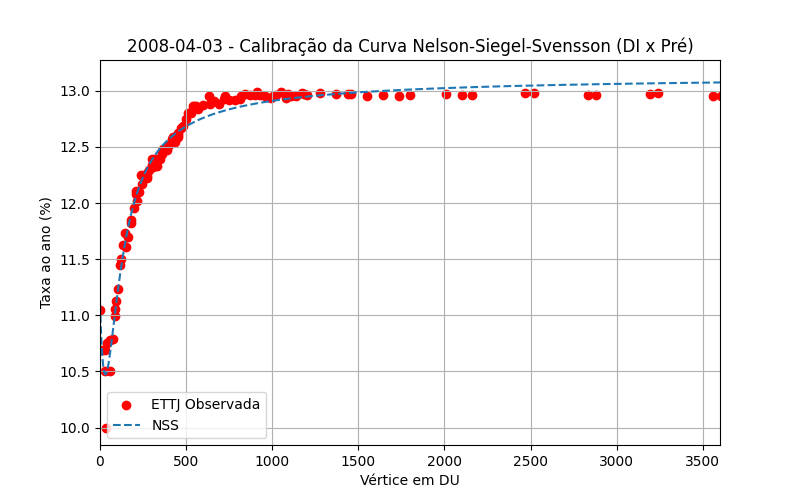 2008-04-03 - Calibração da Curva Nelson-Siegel-Svensson (DI x Pré)
Taxa ao ano (%)
13.0
12.5
12.0
11.5
11.0
10.5
10.0
ETTJ Observada
NSS
0 500 1000 1500 2000 2500 3000 3500
Vértice em DU